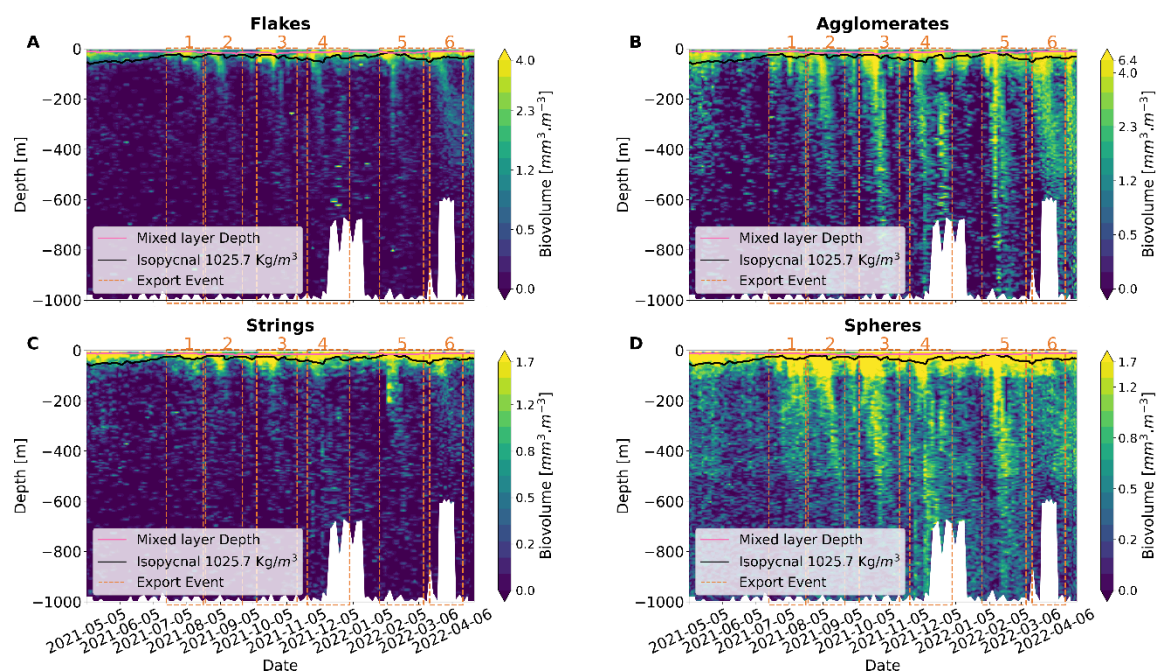 Flakes
A
1 2 3 4 5 6
0
−200
−400
−600
−800
−1000
Depth [m]
Mixed layer Depth
Isopycnal 1025.7 Kg/m³
Export Event
4.0
2.3
1.2
0.5
0.0
Biovolume [mm³.m⁻³]
Agglomerates
B
1 2 3 4 5 6
0
−200
−400
−600
−800
−1000
Depth [m]
Mixed layer Depth
Isopycnal 1025.7 Kg/m³
Export Event
6.4
4.0
2.3
1.2
0.5
0.0
Biovolume [mm³.m⁻³]
Strings
C
1 2 3 4 5 6
0
−200
−400
−600
−800
−1000
Depth [m]
Mixed layer Depth
Isopycnal 1025.7 Kg/m³
Export Event
1.7
1.2
0.8
0.5
0.2
0.0
Biovolume [mm³.m⁻³]
2021-05-05
2021-06-05
2021-07-05
2021-08-05
2021-09-05
2021-10-05
2021-11-05
2021-12-05
2022-01-05
2022-02-05
2022-03-06
2022-04-06
Date
Spheres
D
1 2 3 4 5 6
0
−200
−400
−600
−800
−1000
Depth [m]
Mixed layer Depth
Isopycnal 1025.7 Kg/m³
Export Event
1.7
1.2
0.8
0.5
0.2
0.0
Biovolume [mm³.m⁻³]
2021-05-05
2021-06-05
2021-07-05
2021-08-05
2021-09-05
2021-10-05
2021-11-05
2021-12-05
2022-01-05
2022-02-05
2022-03-06
2022-04-06
Date